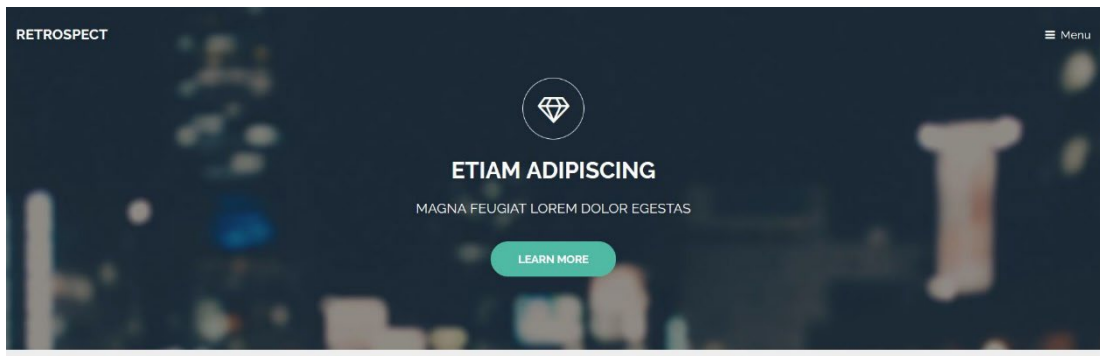 RETROSPECT
Menu
ETIAM ADIPISCING
MAGNA FEUGIAT LOREM DOLOR EGESTAS
LEARN MORE